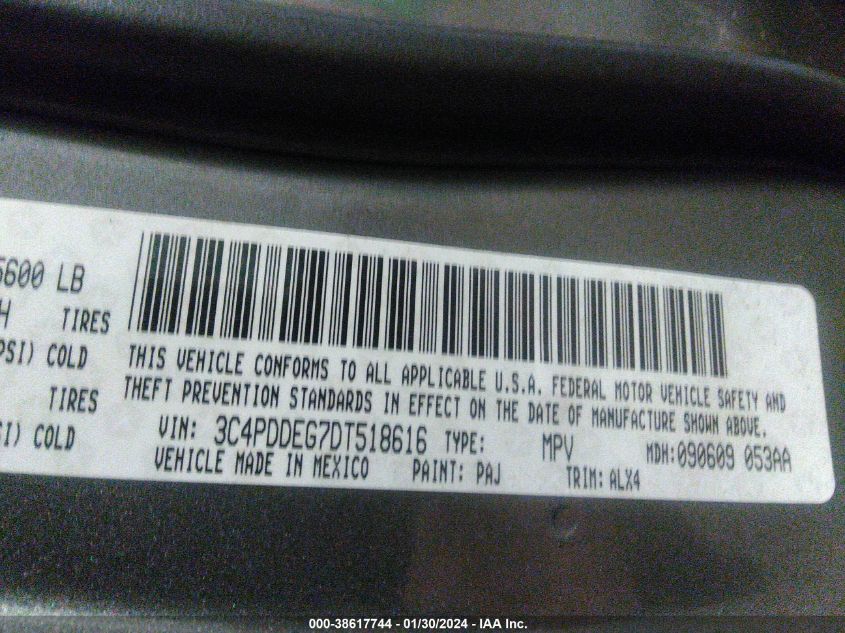 5600 LB
H TIRES
PSI) COLD
TIRES
SI) COLD
THIS VEHICLE CONFORMS TO ALL APPLICABLE U.S.A. FEDERAL MOTOR VEHICLE SAFETY AND
THEFT PREVENTION STANDARDS IN EFFECT ON THE DATE OF MANUFACTURE SHOWN ABOVE.
VIN: 3C4PDDEG7DT518616 TYPE: MPV MDH:090609 053AA
VEHICLE MADE IN MEXICO PAINT: PAJ TRIM: ALX4
000-38617744 - 01/30/2024 - IAA Inc.